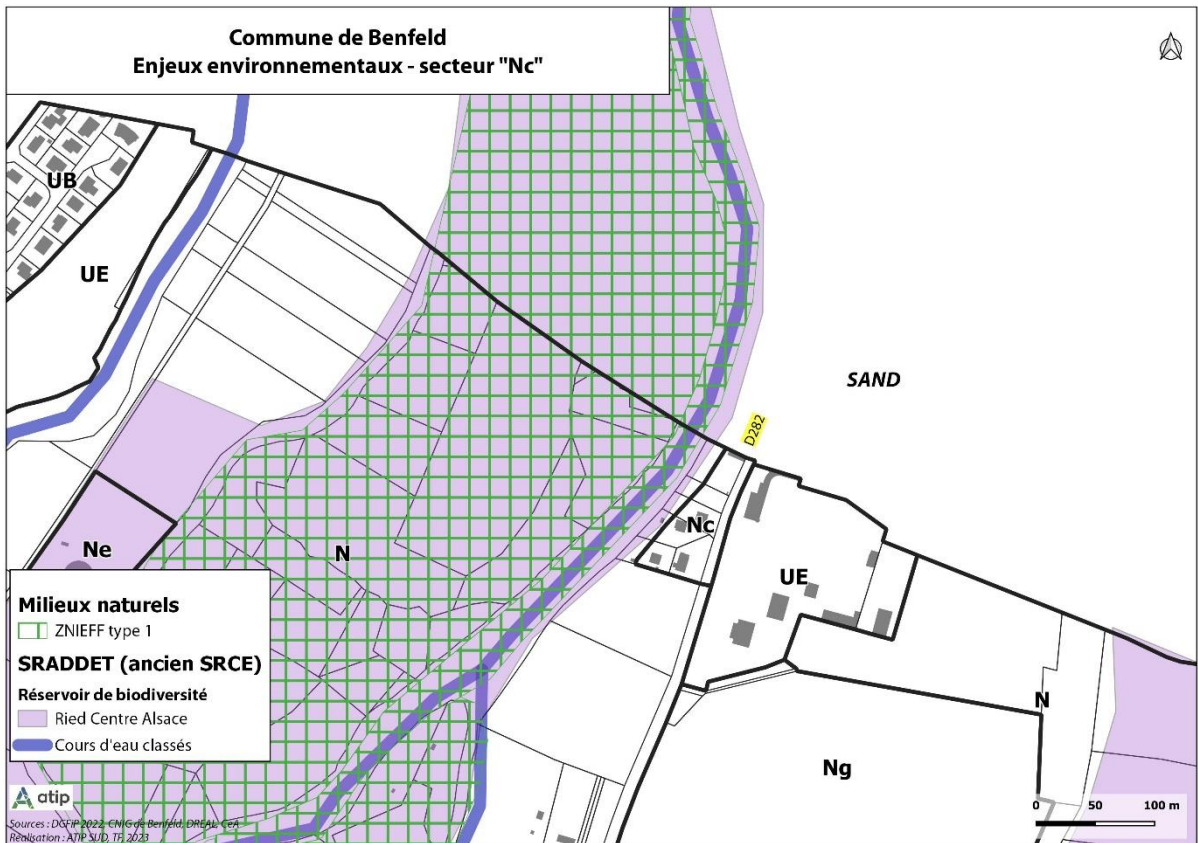 Commune de Benfeld
Enjeux environnementaux - secteur "Nc"
UB
UE
SAND
D282
Nc
Ne
N
UE
N
Ng
Milieux naturels
ZNIEFF type 1
SRADDET (ancien SRCE)
Réservoir de biodiversité
Ried Centre Alsace
Cours d'eau classés
atip
Sources : DGFiP 2022, CNIG de Benfeld, DREAL, CeA
Réalisation : ATIP SUD, TF, 2023
0 50 100 m